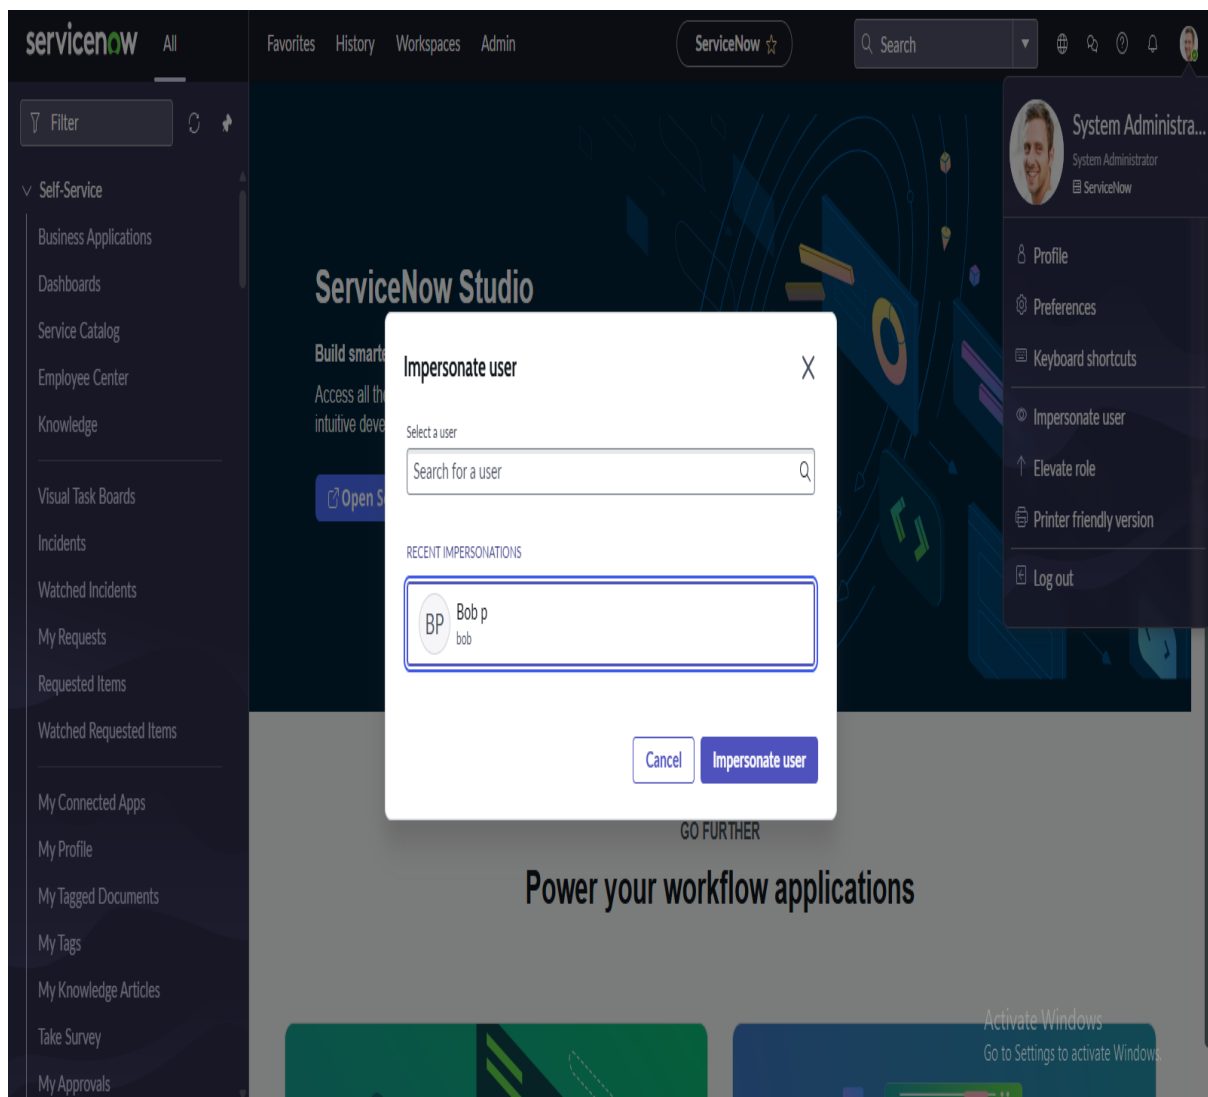 servicenow All Favorites History Workspaces Admin ServiceNow Search
Filter
Self-Service
Business Applications
Dashboards
Service Catalog
Employee Center
Knowledge
Visual Task Boards
Incidents
Watched Incidents
My Requests
Requested Items
Watched Requested Items
My Connected Apps
My Profile
My Tagged Documents
My Tags
My Knowledge Articles
Take Survey
My Approvals
ServiceNow Studio
Build smarte
Access all the
intuitive deve
Open S
Impersonate user
Select a user
Search for a user
RECENT IMPERSONATIONS
BP
Bob p
bob
Cancel Impersonate user
System Administra...
System Administrator
ServiceNow
Profile
Preferences
Keyboard shortcuts
Impersonate user
Elevate role
Printer friendly version
Log out
GO FURTHER
Power your workflow applications
Activate Windows
Go to Settings to activate Windows.